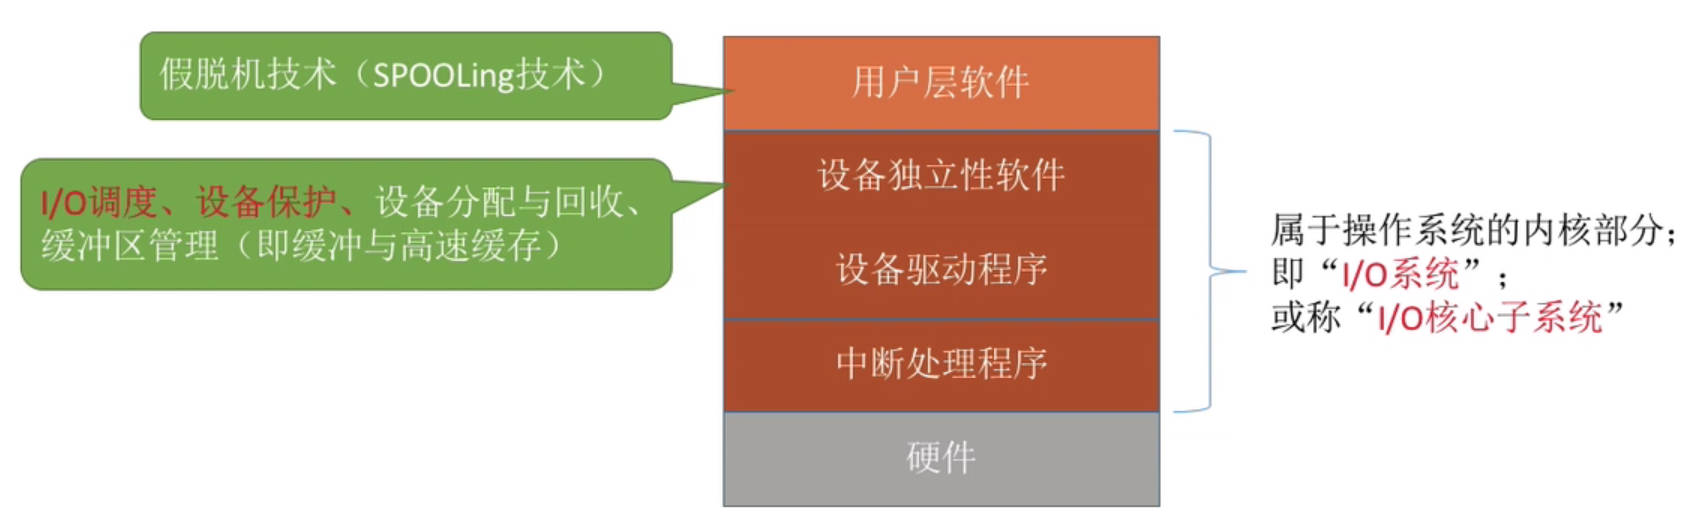 假脱机技术（SPOOLing技术）
用户层软件
I/O调度、设备保护、设备分配与回收、
缓冲区管理（即缓冲与高速缓存）
设备独立性软件
设备驱动程序
中断处理程序
硬件
属于操作系统的内核部分；
即“I/O系统”；
或称“I/O核心子系统”